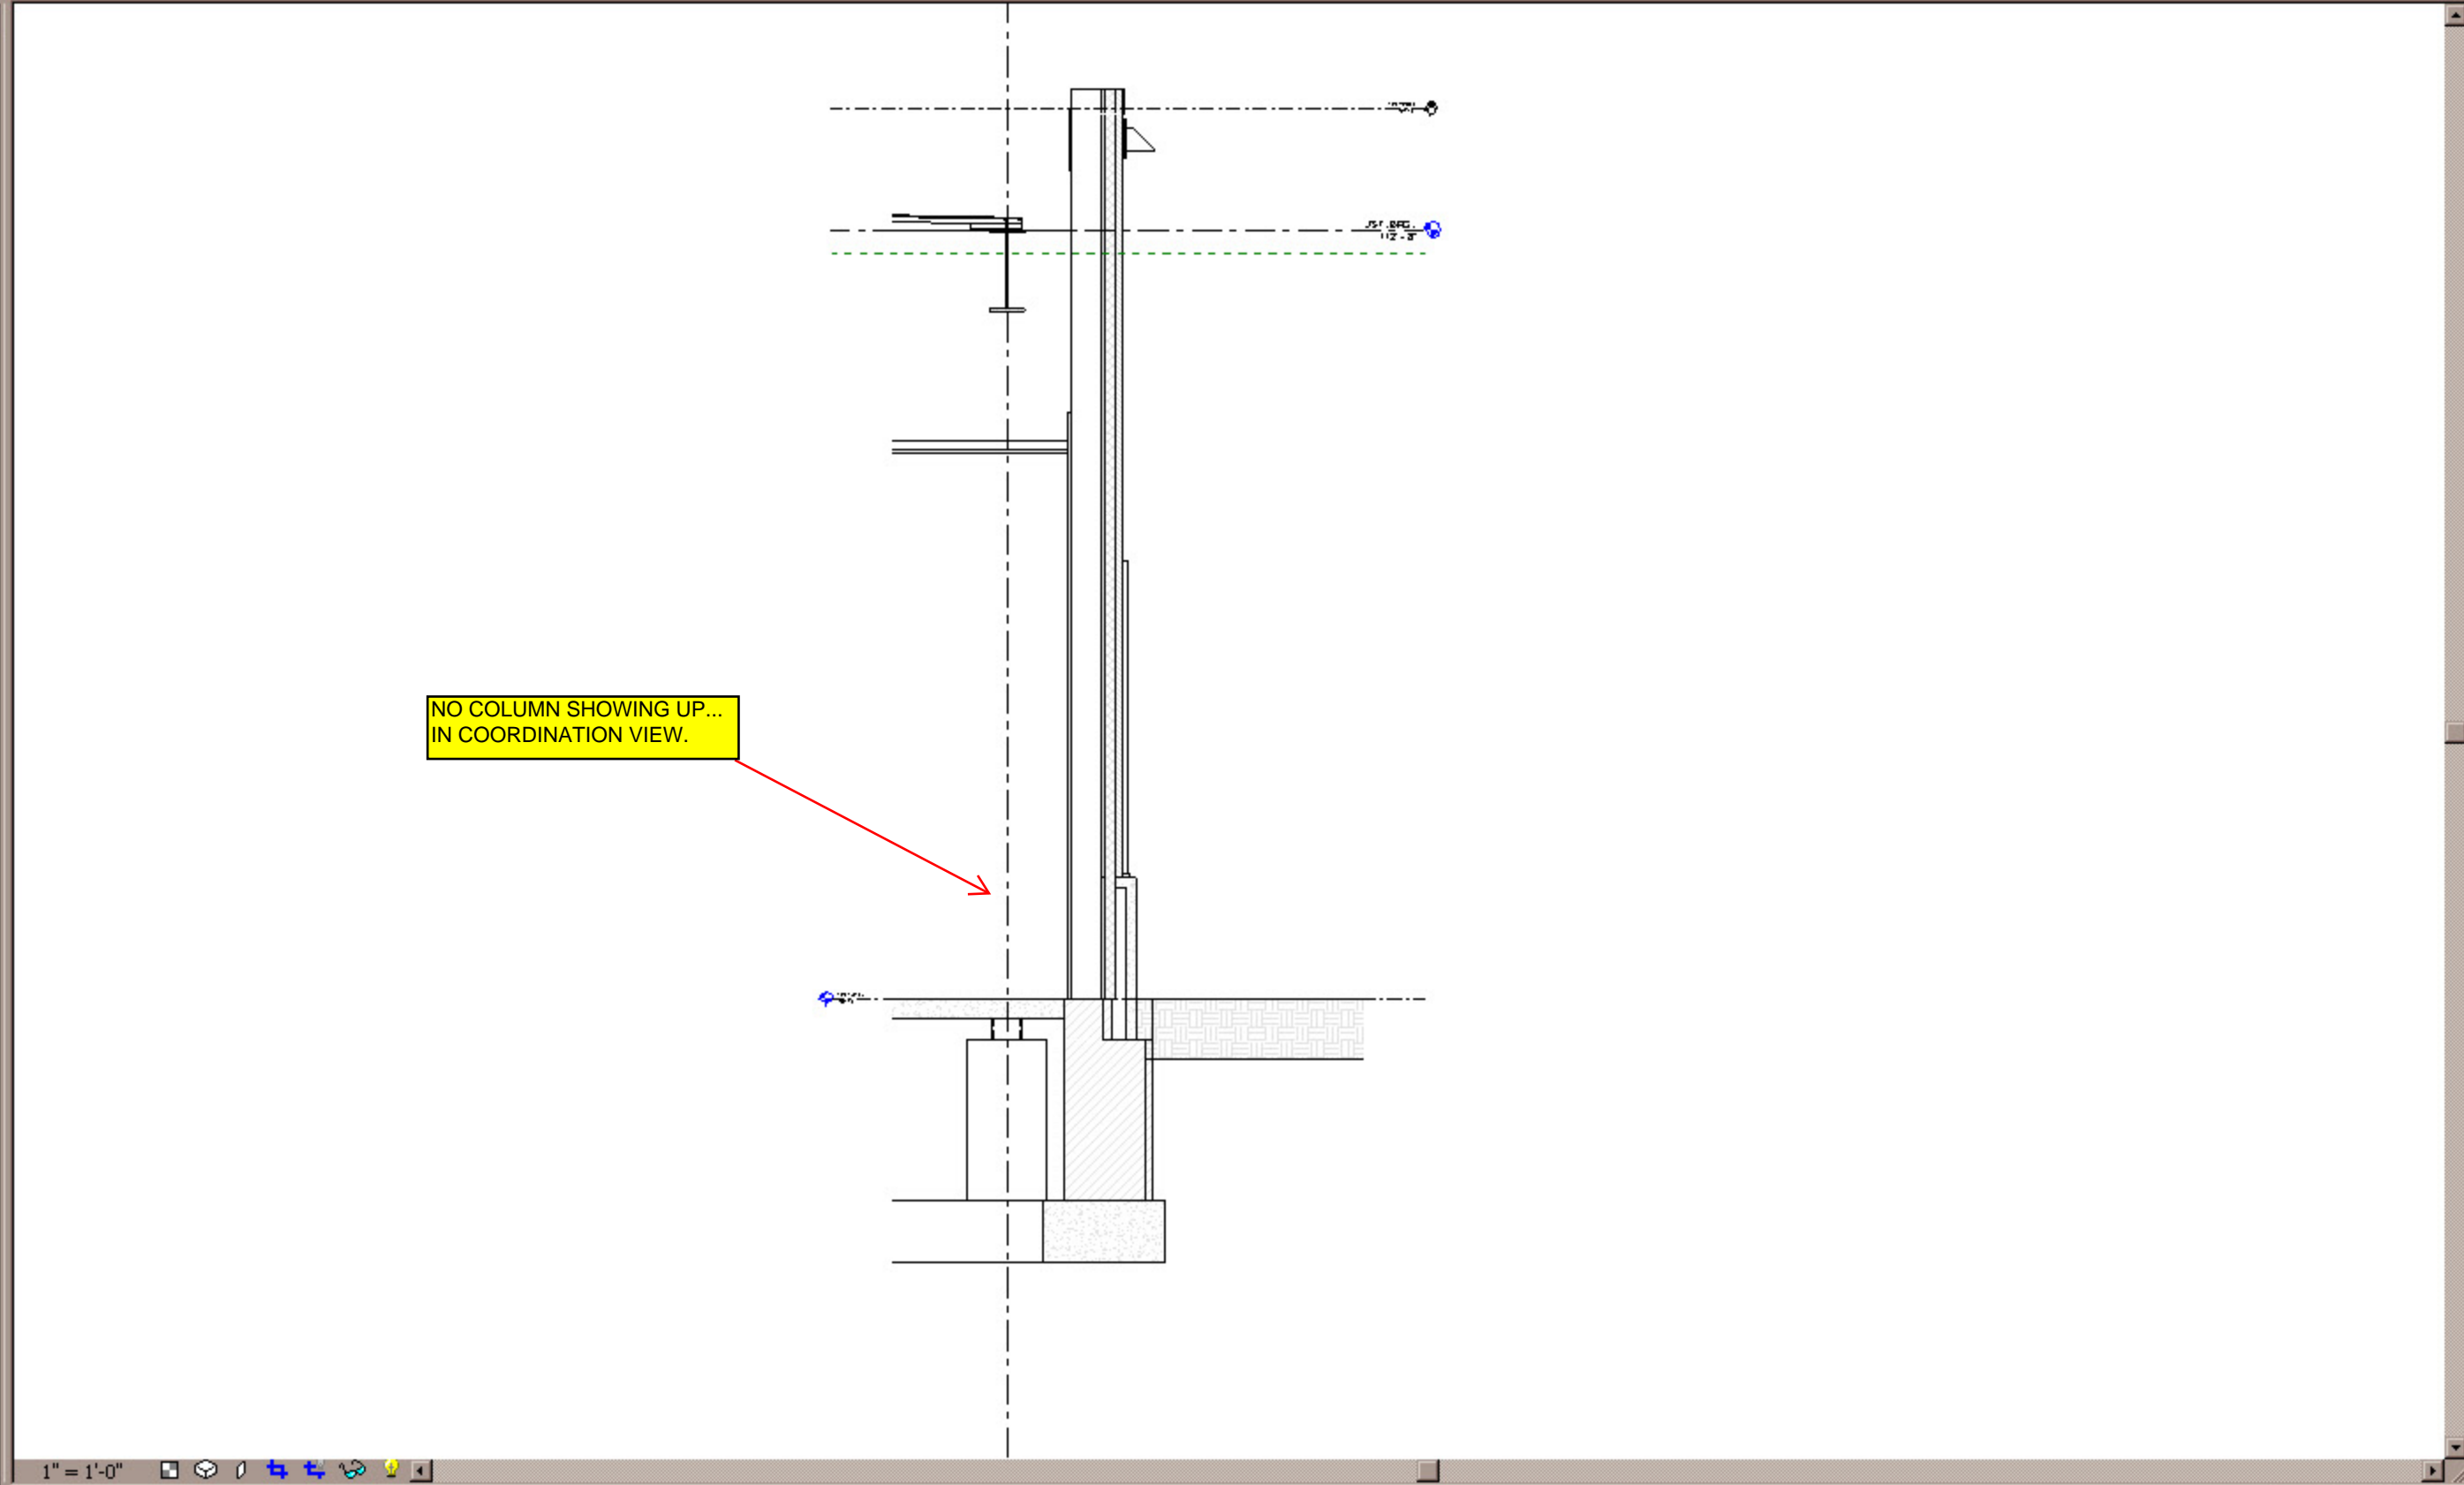 NO COLUMN SHOWING UP...
IN COORDINATION VIEW.
1" = 1'-0"